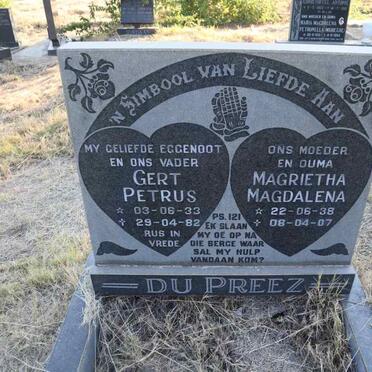 'N SIMBOOL VAN LIEFDE AAN
MY GELIEFDE EGGENOOT
EN ONS VADER
GERT
PETRUS
☆ 03-06-33
✝ 29-04-82
RUS IN
VREDE
ONS MOEDER
EN OUMA
MAGRIETHA
MAGDALENA
☆ 22-06-38
✝ 08-04-07
PS. 121
EK SLAAN
MY OE OP NA
DIE BERGE WAAR
SAL MY HULP
VANDAAN KOM?
DU PREEZ